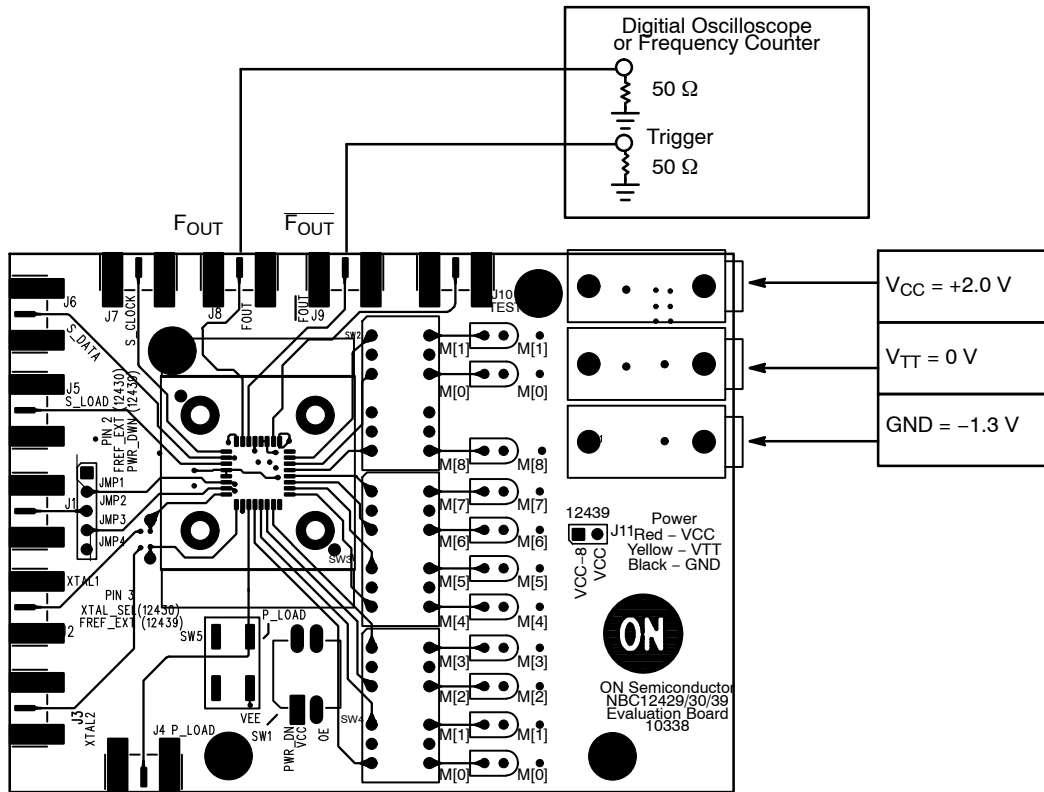 Digitial Oscilloscope
or Frequency Counter
50 Ω
Trigger
50 Ω
FOUT
FOUT
VCC = +2.0 V
VTT = 0 V
GND = −1.3 V
J6
J7
S_CLOCK
J8
FOUT
FOUT
J9
J10
TEST
S_DATA
J5
S_LOAD
PIN 2
FREF_EXT (12430)
PWR_DWN (12439)
SW2
M[1]
M[1]
M[0]
M[0]
M[8]
M[8]
M[7]
M[7]
M[6]
M[6]
M[5]
M[5]
M[4]
M[4]
M[3]
M[3]
M[2]
M[2]
M[1]
M[1]
M[0]
M[0]
JMP1
JMP2
J1
JMP3
JMP4
SW3
12439
J11
VCC-8
VCC
Power
Red – VCC
Yellow – VTT
Black – GND
XTAL1
PIN 3
XTAL_SEL(12430)
FREF_EXT (12439)
J2
SW5
P_LOAD
J3
XTAL2
VEE
SW1
PWR_DN
VCC
OE
SW4
J4 P_LOAD
ON
ON Semiconductor
NBC12429/30/39
Evaluation Board
10338